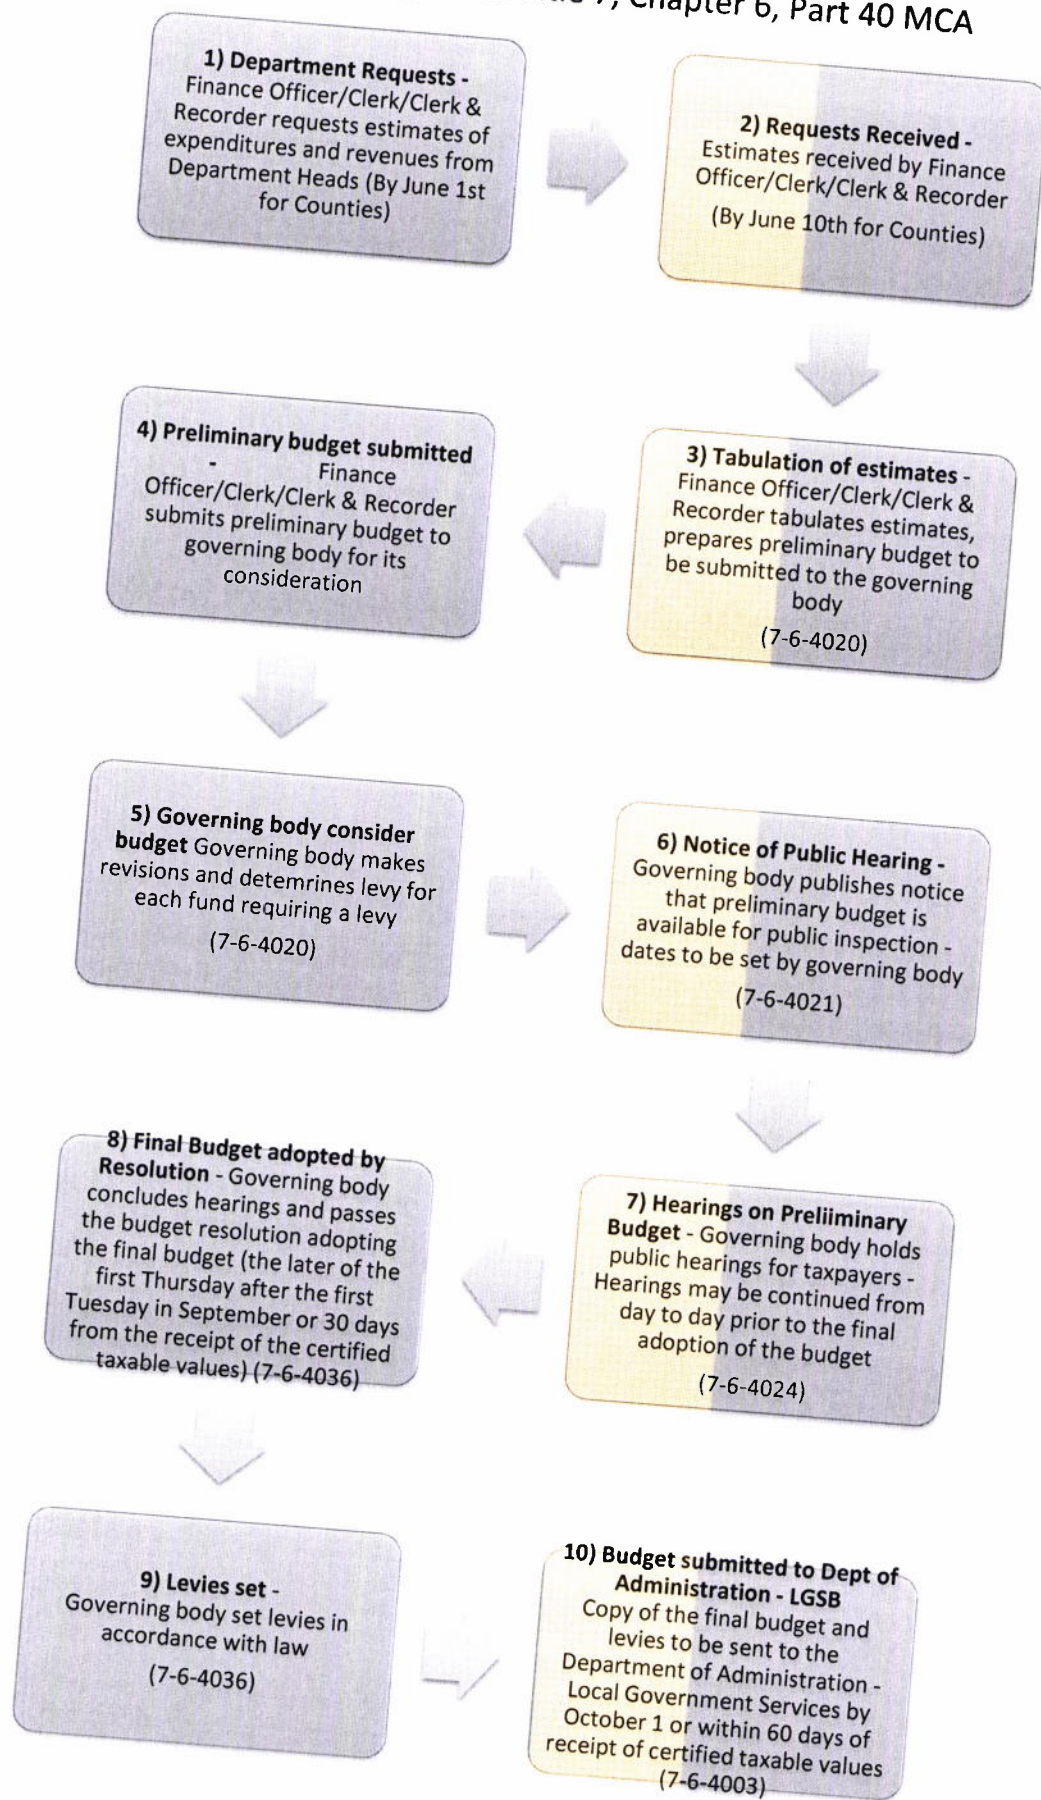 7, Chapter 6, Part 40 MCA
1) Department Requests -
Finance Officer/Clerk/Clerk &
Recorder requests estimates of
expenditures and revenues from
Department Heads (By June 1st
for Counties)
2) Requests Received -
Estimates received by Finance
Officer/Clerk/Clerk & Recorder
(By June 10th for Counties)
3) Tabulation of estimates -
Finance Officer/Clerk/Clerk &
Recorder tabulates estimates,
prepares preliminary budget to
be submitted to the governing
body
(7-6-4020)
4) Preliminary budget submitted
- Finance
Officer/Clerk/Clerk & Recorder
submits preliminary budget to
governing body for its
consideration
5) Governing body consider
budget Governing body makes
revisions and detemrines levy for
each fund requiring a levy
(7-6-4020)
6) Notice of Public Hearing -
Governing body publishes notice
that preliminary budget is
available for public inspection -
dates to be set by governing body
(7-6-4021)
7) Hearings on Preliiminary
Budget - Governing body holds
public hearings for taxpayers -
Hearings may be continued from
day to day prior to the final
adoption of the budget
(7-6-4024)
8) Final Budget adopted by
Resolution - Governing body
concludes hearings and passes
the budget resolution adopting
the final budget (the later of the
first Thursday after the first
Tuesday in September or 30 days
from the receipt of the certified
taxable values) (7-6-4036)
9) Levies set -
Governing body set levies in
accordance with law
(7-6-4036)
10) Budget submitted to Dept of
Administration - LGSB
Copy of the final budget and
levies to be sent to the
Department of Administration -
Local Government Services by
October 1 or within 60 days of
receipt of certified taxable values
(7-6-4003)